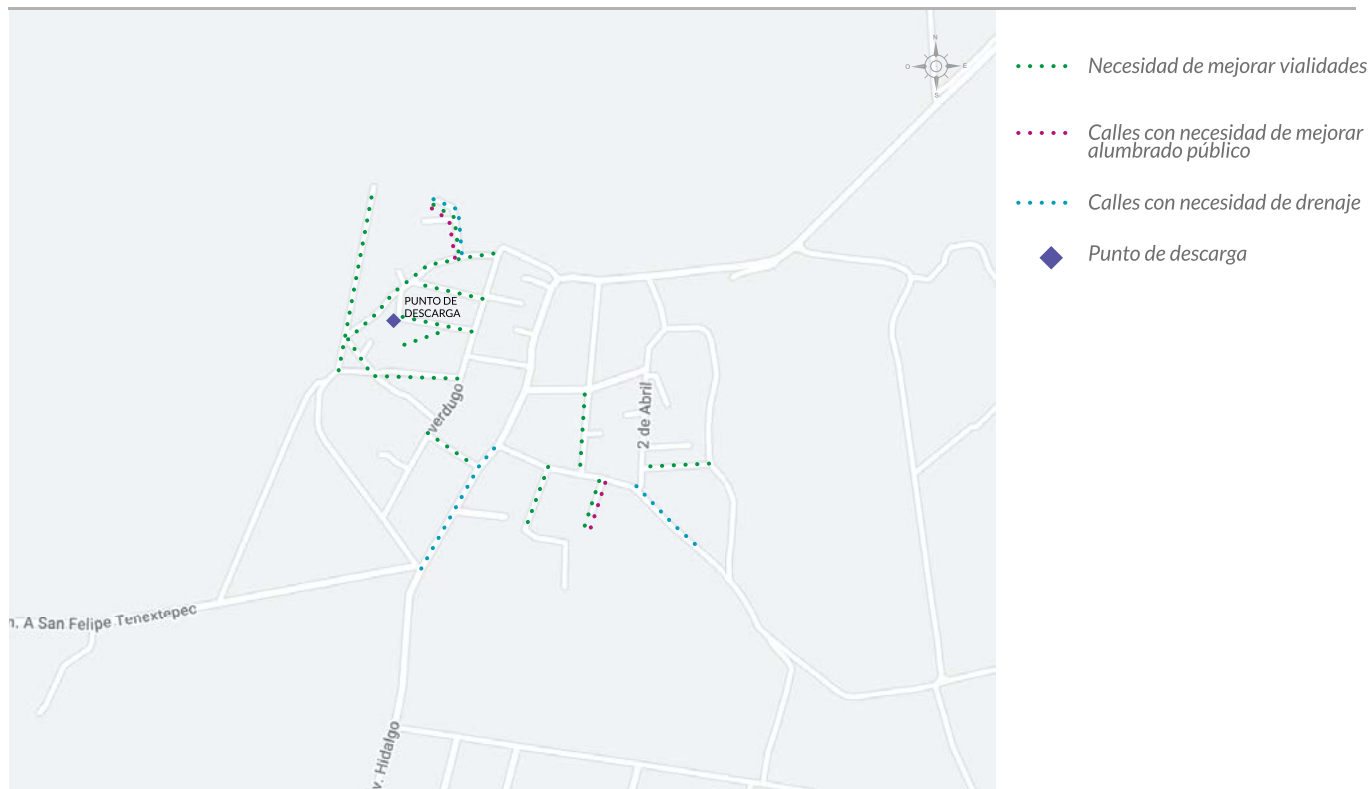 N
O
E
S
Necesidad de mejorar vialidades
Calles con necesidad de mejorar
alumbrado público
Calles con necesidad de drenaje
Punto de descarga
PUNTO DE
DESCARGA
verdugo
2 de Abril
n. A San Felipe Tenextepec
v. Hidalgo